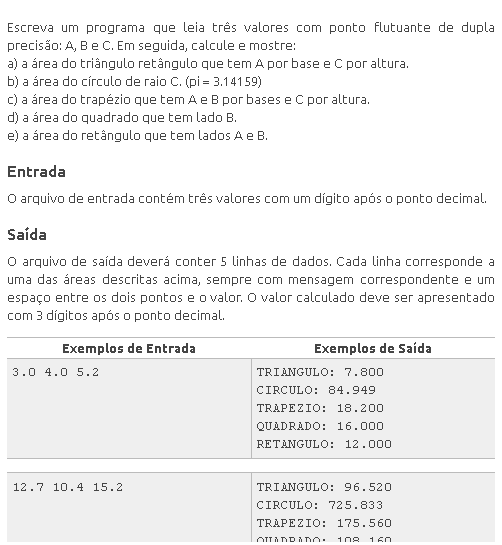 Escreva um programa que leia três valores com ponto flutuante de dupla
precisão: A, B e C. Em seguida, calcule e mostre:
a) a área do triângulo retângulo que tem A por base e C por altura.
b) a área do círculo de raio C. (pi = 3.14159)
c) a área do trapézio que tem A e B por bases e C por altura.
d) a área do quadrado que tem lado B.
e) a área do retângulo que tem lados A e B.
Entrada
O arquivo de entrada contém três valores com um dígito após o ponto decimal.
Saída
O arquivo de saída deverá conter 5 linhas de dados. Cada linha corresponde a
uma das áreas descritas acima, sempre com mensagem correspondente e um
espaço entre os dois pontos e o valor. O valor calculado deve ser apresentado
com 3 dígitos após o ponto decimal.
Exemplos de Entrada Exemplos de Saída
3.0 4.0 5.2 TRIANGULO: 7.800
CIRCULO: 84.949
TRAPEZIO: 18.200
QUADRADO: 16.000
RETANGULO: 12.000
12.7 10.4 15.2 TRIANGULO: 96.520
CIRCULO: 725.833
TRAPEZIO: 175.560
QUADRADO: 108.160